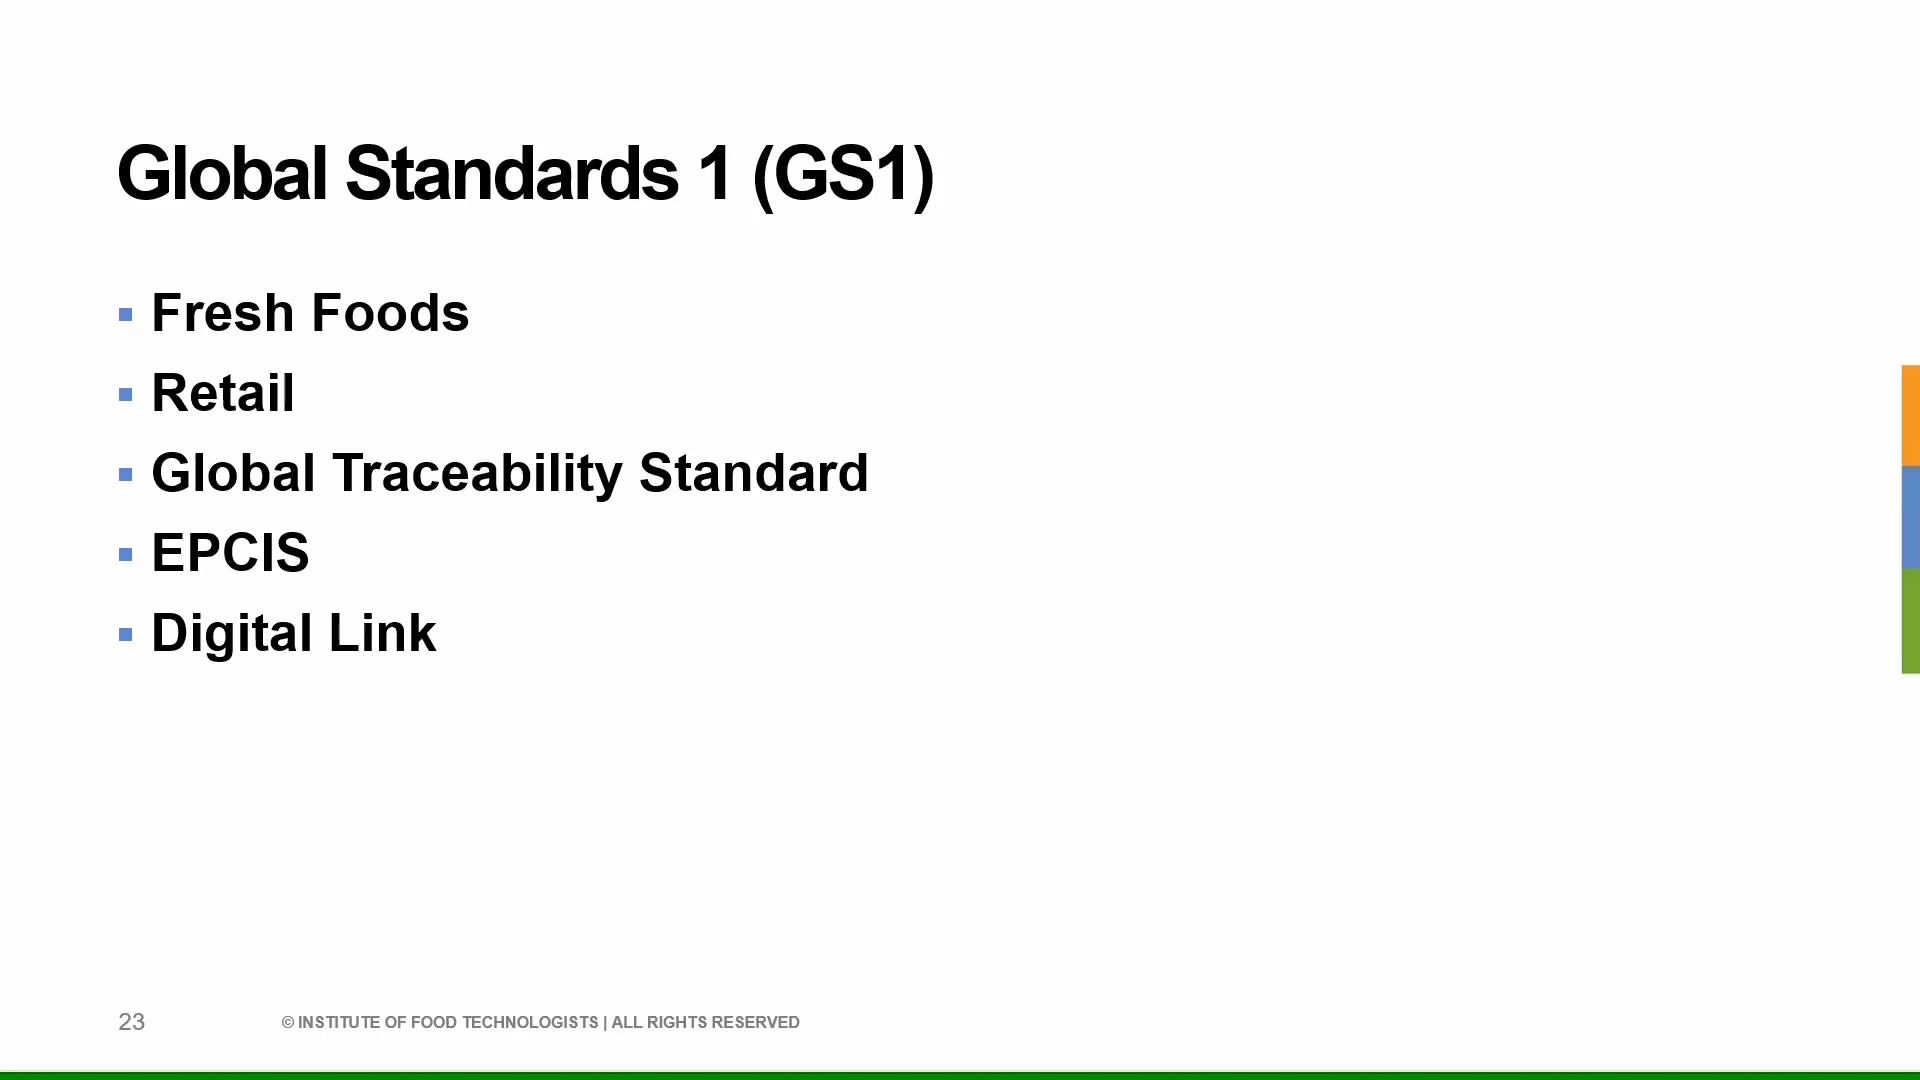 Global Standards 1 (GS1)
▪ Fresh Foods
▪ Retail
▪ Global Traceability Standard
▪ EPCIS
▪ Digital Link
23
© INSTITUTE OF FOOD TECHNOLOGISTS | ALL RIGHTS RESERVED